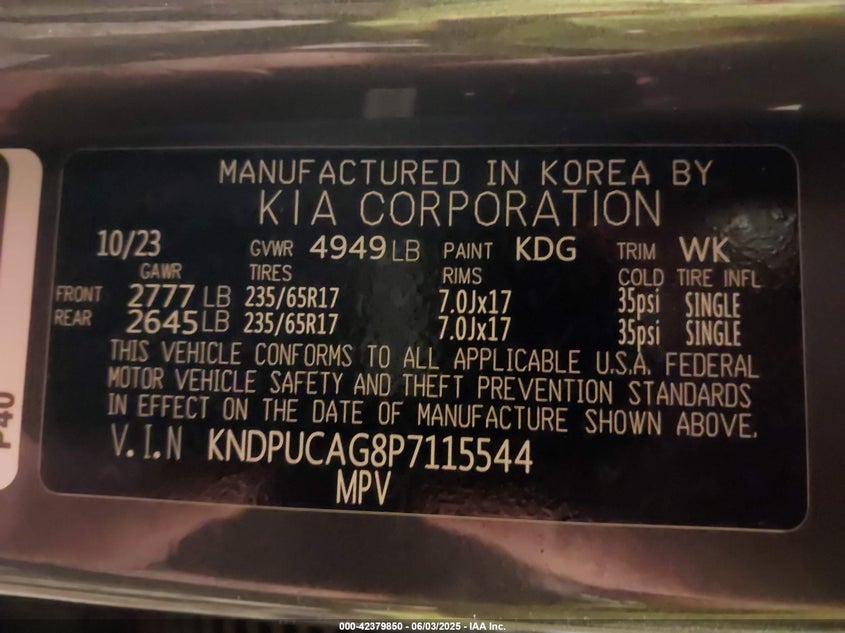 MANUFACTURED IN KOREA BY
KIA CORPORATION
10/23 GVWR 4949 LB PAINT KDG TRIM WK
GAWR TIRES RIMS COLD TIRE INFL
FRONT 2777 LB 235/65R17 7.0Jx17 35psi SINGLE
REAR 2645 LB 235/65R17 7.0Jx17 35psi SINGLE
THIS VEHICLE CONFORMS TO ALL APPLICABLE U.S.A. FEDERAL
MOTOR VEHICLE SAFETY AND THEFT PREVENTION STANDARDS
IN EFFECT ON THE DATE OF MANUFACTURE SHOWN ABOVE.
V.I.N KNDPUCAG8P7115544
MPV
P40
000-42379850 - 06/03/2025 - IAA Inc.